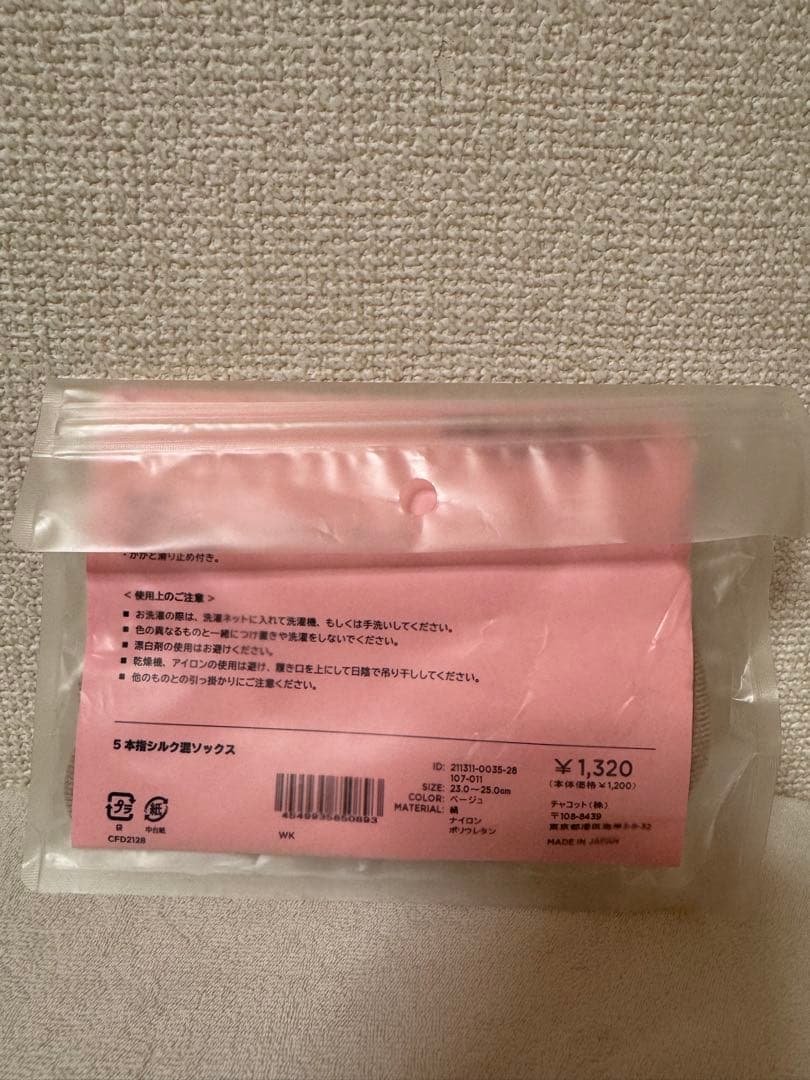 ・かかと滑り止め付き。
＜使用上のご注意＞
■ お洗濯の際は、洗濯ネットに入れて洗濯機、もしくは手洗いしてください。
■ 色の異なるものと一緒につけ置きや洗濯をしないでください。
■ 漂白剤の使用はお避けください。
■ 乾燥機、アイロンの使用は避け、履き口を上にして日陰で吊り干ししてください。
■ 他のものとの引っ掛かりにご注意ください。
5本指シルク混ソックス
プラ
袋
紙
中台紙
CFD2128
4549935650893
WK
ID: 211311-0035-28
107-011
SIZE: 23.0～25.0cm
COLOR: ベージュ
MATERIAL: 絹
ナイロン
ポリウレタン
￥1,320
(本体価格￥1,200)
チャコット(株)
〒108-8439
東京都港区海岸
MADE IN JAPAN